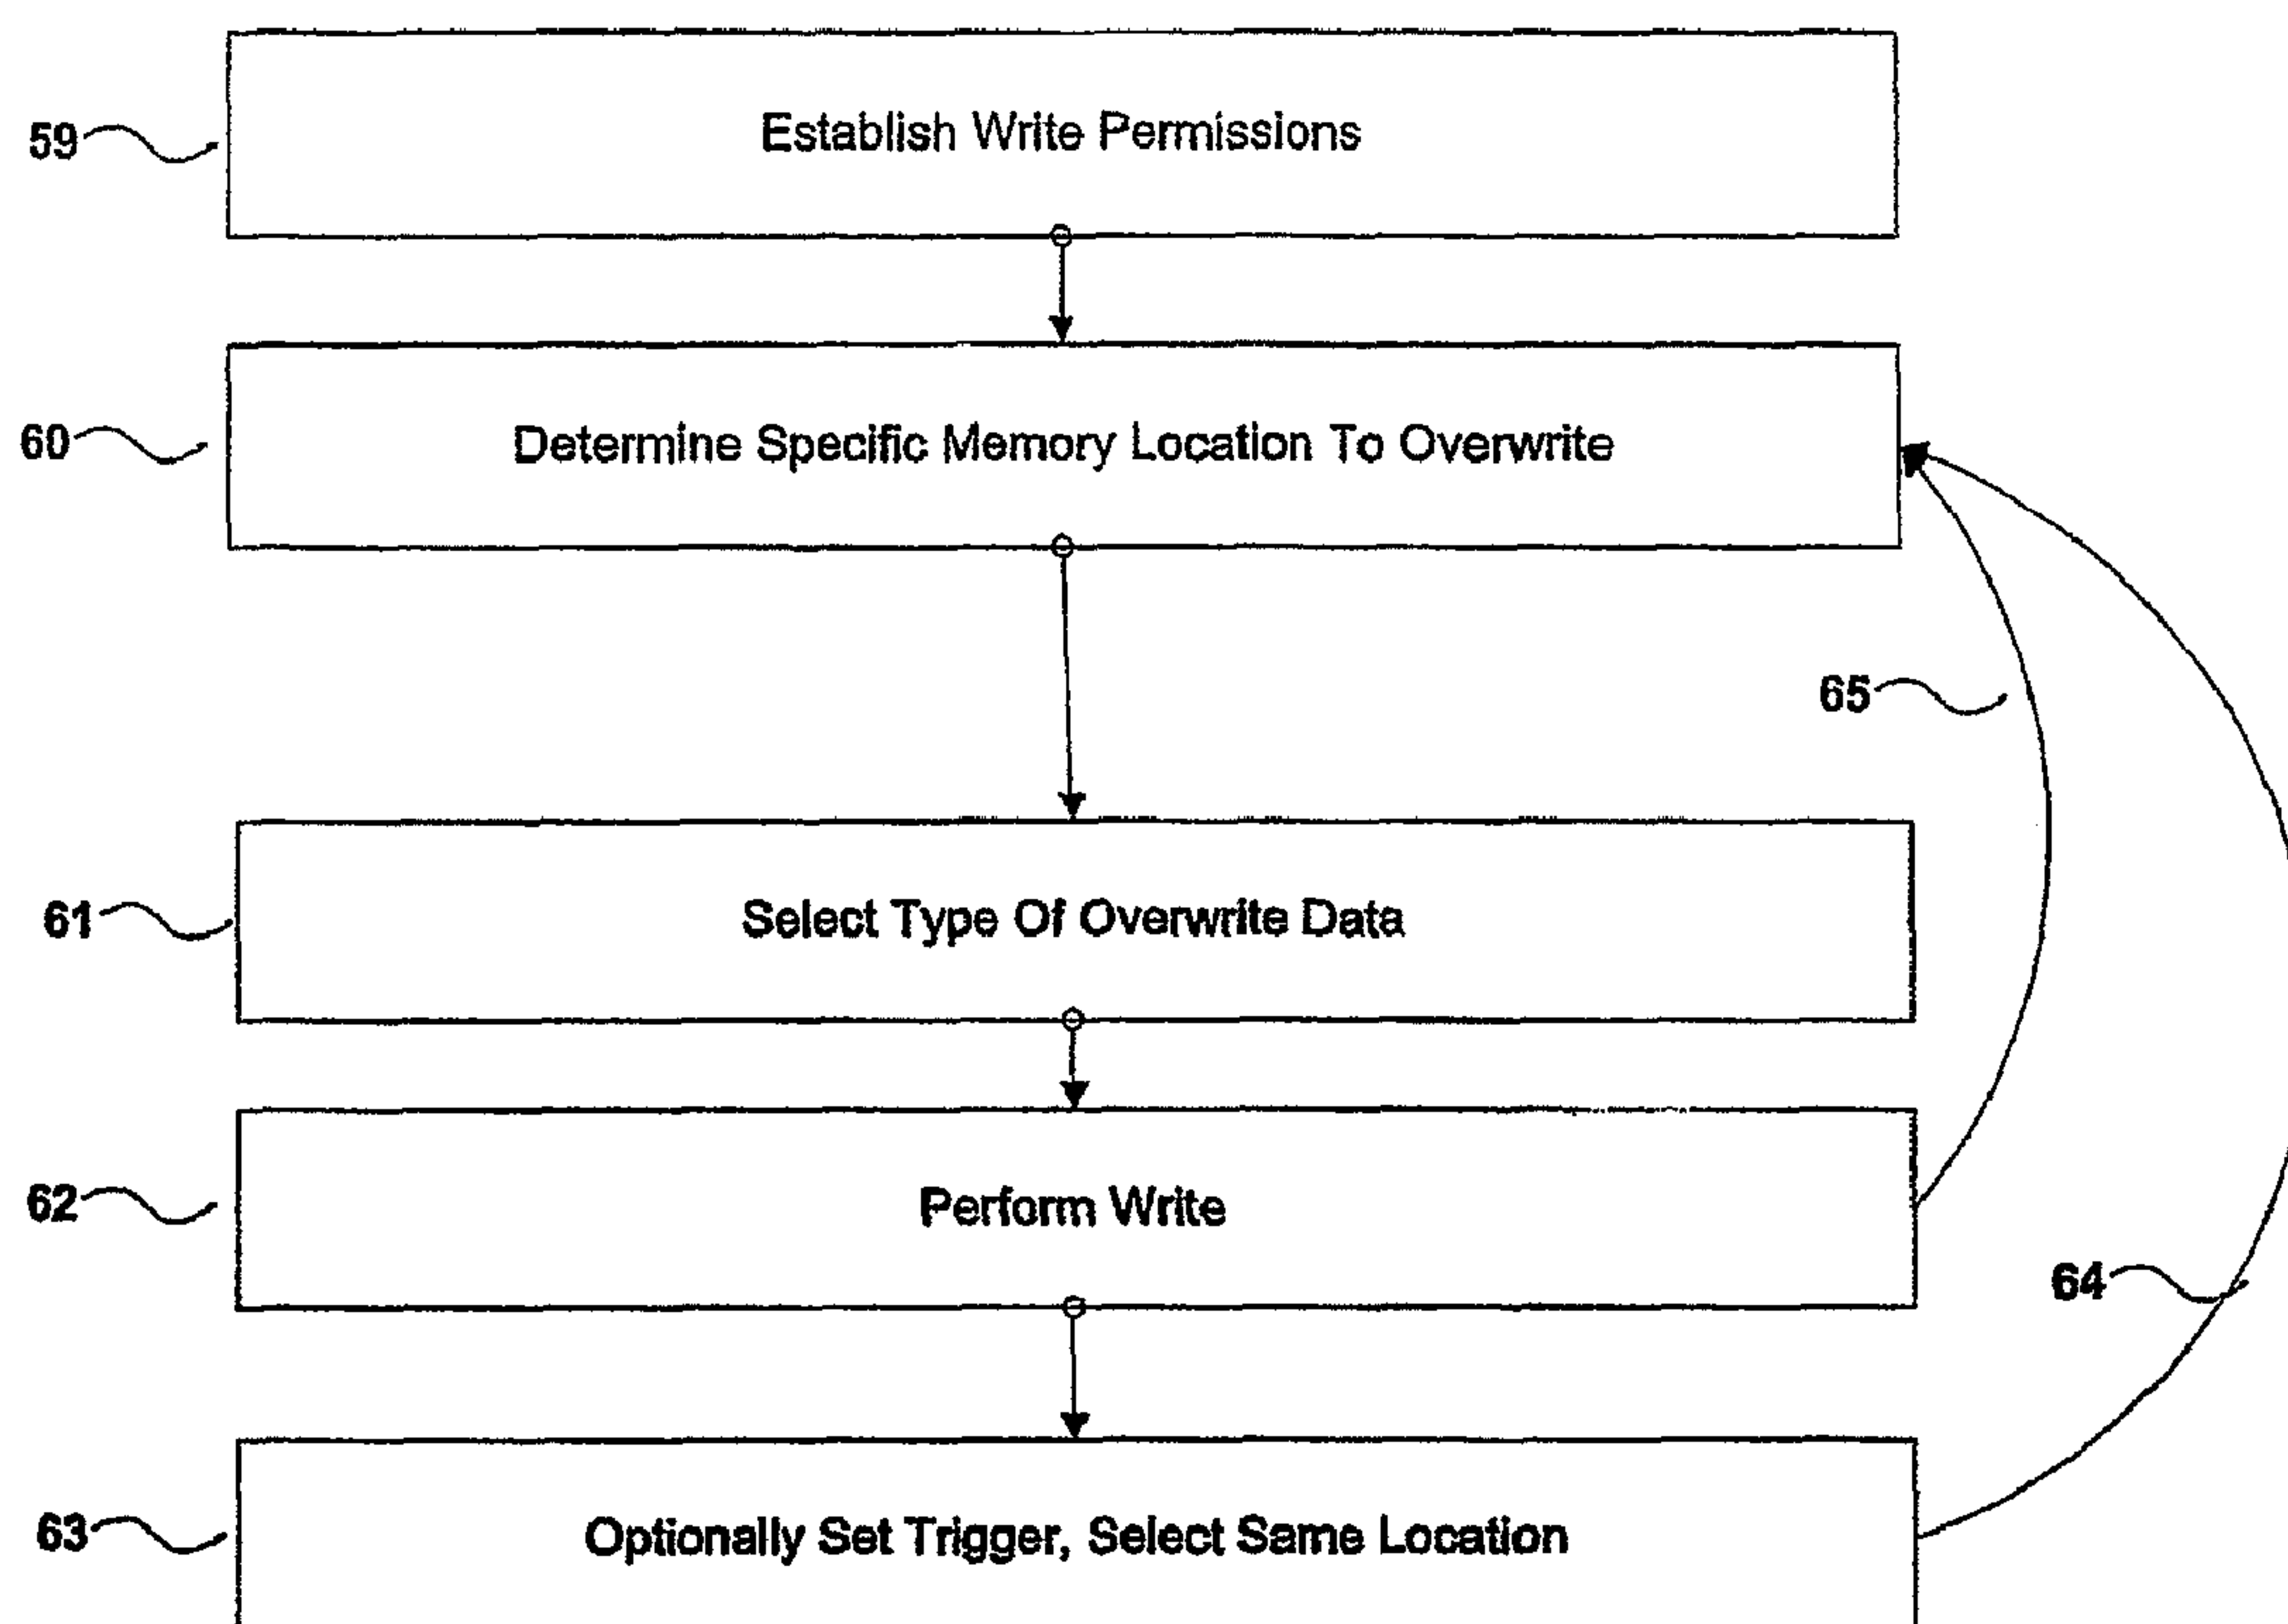 59
Establish Write Permissions
60
Determine Specific Memory Location To Overwrite
65
61
Select Type Of Overwrite Data
62
Perform Write
64
63
Optionally Set Trigger, Select Same Location